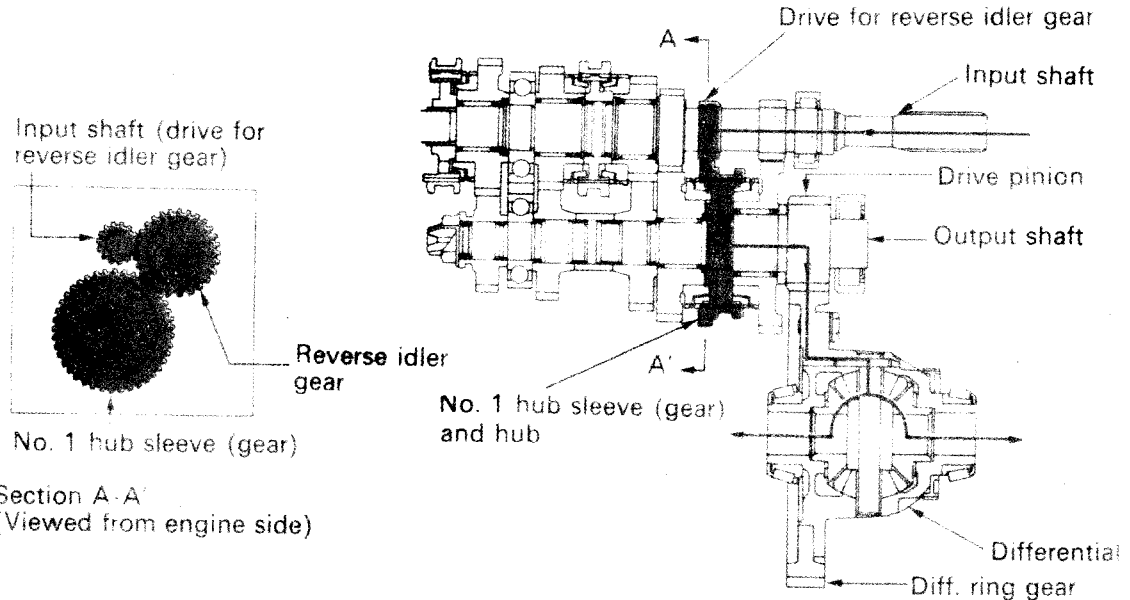 Drive for reverse idler gear
A
Input shaft
Input shaft (drive for
reverse idler gear)
Drive pinion
Output shaft
Reverse idler
gear
A'
No. 1 hub sleeve (gear)
and hub
No. 1 hub sleeve (gear)
Section A-A'
(Viewed from engine side)
Differential
Diff. ring gear